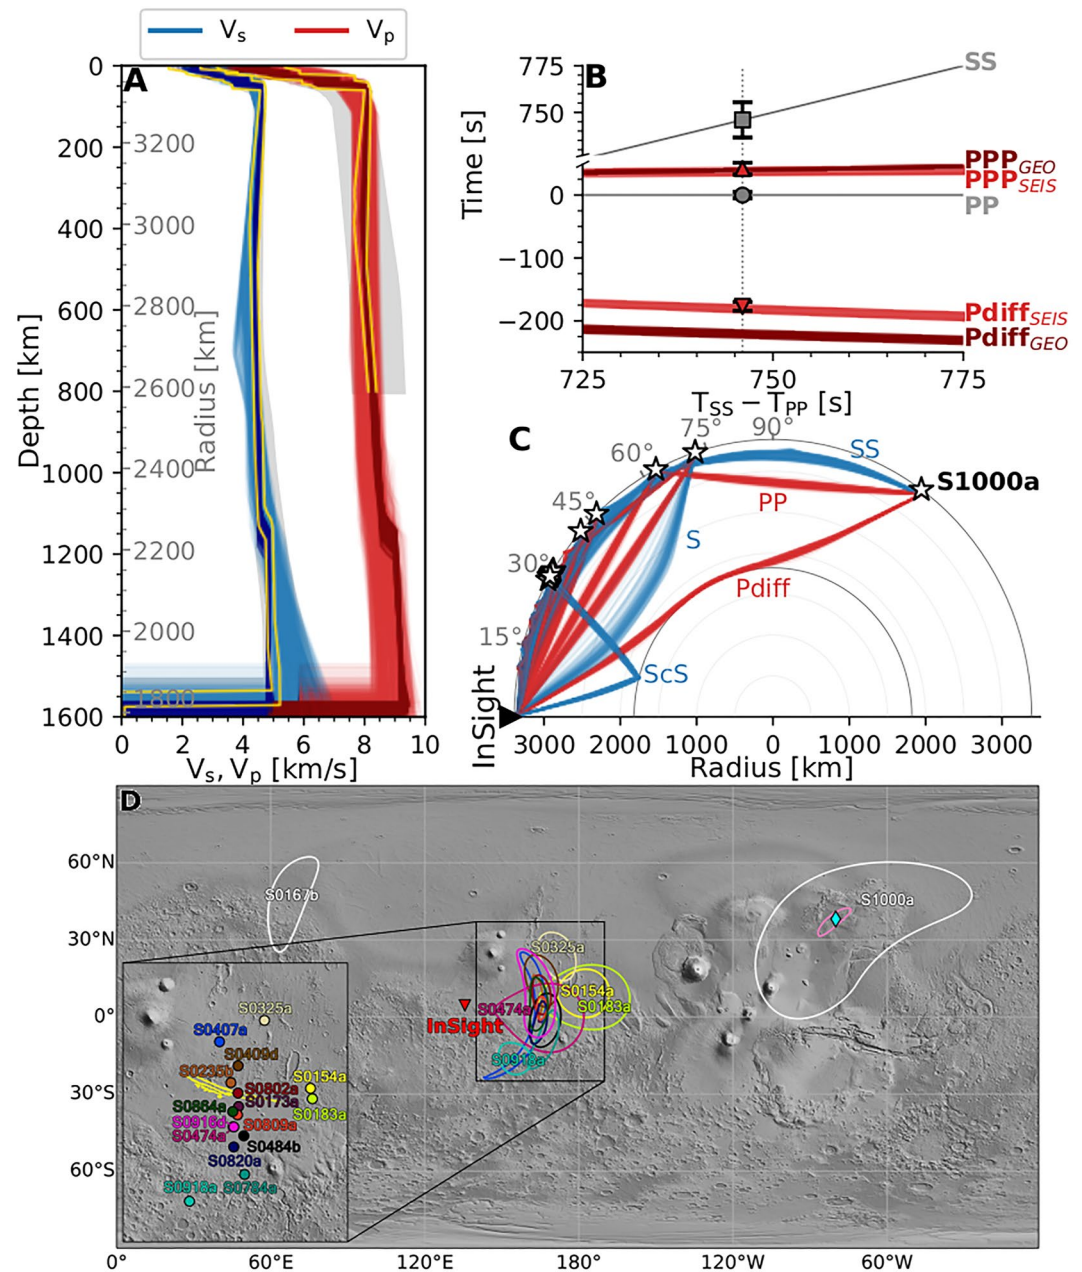 Vs Vp
A
0
200
400
600
800
1000
1200
1400
1600
Depth [km]
3200
3000
2800
2600
2400
2200
2000
1800
Radius [km]
0 2 4 6 8 10
Vs, Vp [km/s]
B
775
750
0
−100
−200
Time [s]
SS
PPPGEO
PPPSEIS
PP
PdiffSEIS
PdiffGEO
725 750 775
TSS − TPP [s]
C
15°
30°
45°
60°
75°
90°
SS
S1000a
PP
S
Pdiff
ScS
InSight
3000 2000 1000 0 1000 2000 3000
Radius [km]
D
60°N
30°N
0°
30°S
60°S
S0167b
S1000a
S0325a
S0154a
S0474a
S0183a
InSight
S0918a
S0325a
S0407a
S0409d
S0235b
S0154a
S0802a
S0173a
S0864a
S0183a
S0916d
S0809a
S0474a
S0484b
S0820a
S0918a S0784a
0° 60°E 120°E 180° 120°W 60°W